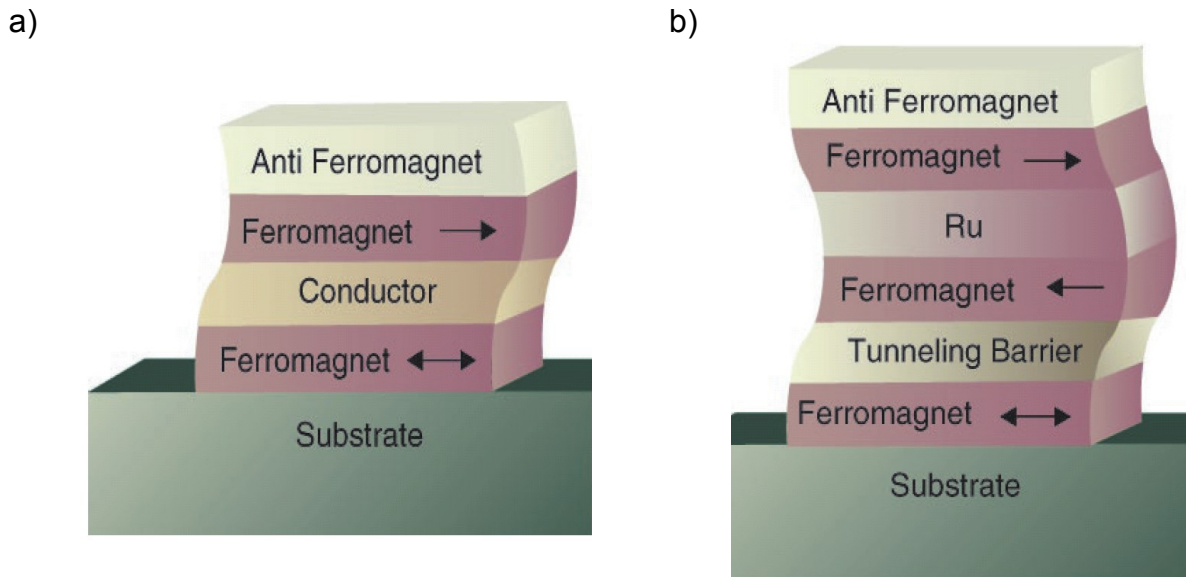 a)
Anti Ferromagnet
Ferromagnet
Conductor
Ferromagnet
Substrate
b)
Anti Ferromagnet
Ferromagnet
Ru
Ferromagnet
Tunneling Barrier
Ferromagnet
Substrate